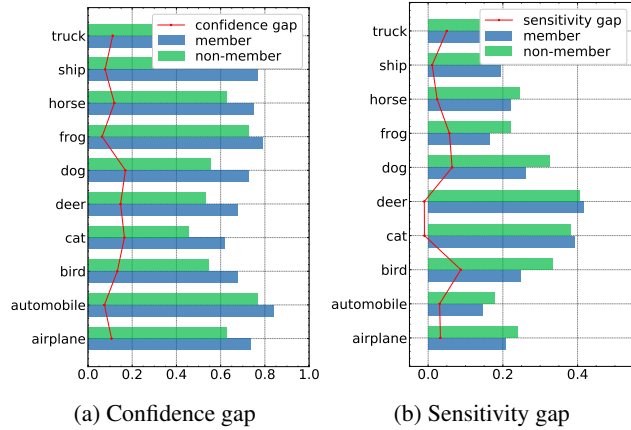 confidence gap
member
non-member
truck
ship
horse
frog
dog
deer
cat
bird
automobile
airplane
0.0 0.2 0.4 0.6 0.8 1.0
(a) Confidence gap
sensitivity gap
member
non-member
truck
ship
horse
frog
dog
deer
cat
bird
automobile
airplane
0.0 0.2 0.4
(b) Sensitivity gap